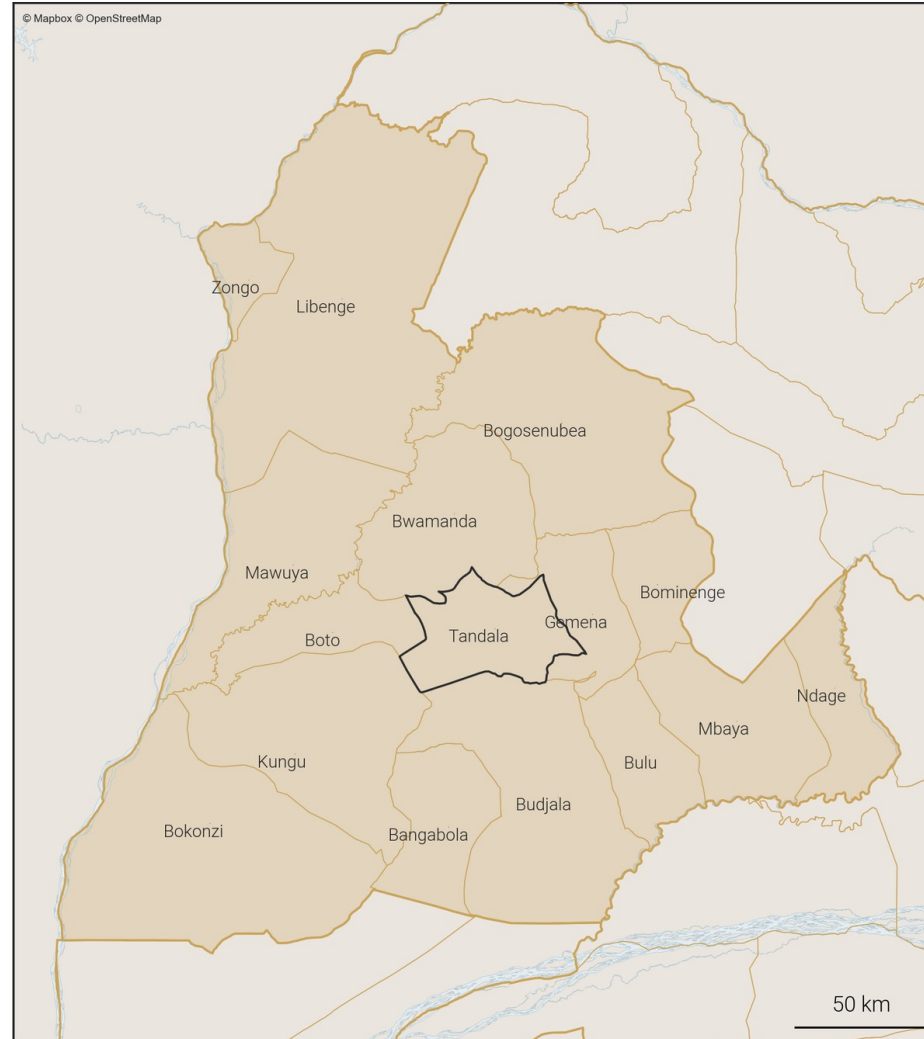 © Mapbox © OpenStreetMap
Zongo
Libenge
Bogosenubea
Bwamanda
Mawuya
Bominenge
Gemena
Tandala
Boto
Ndage
Mbaya
Kungu
Bulu
Budjala
Bokonzi
Bangabola
50 km